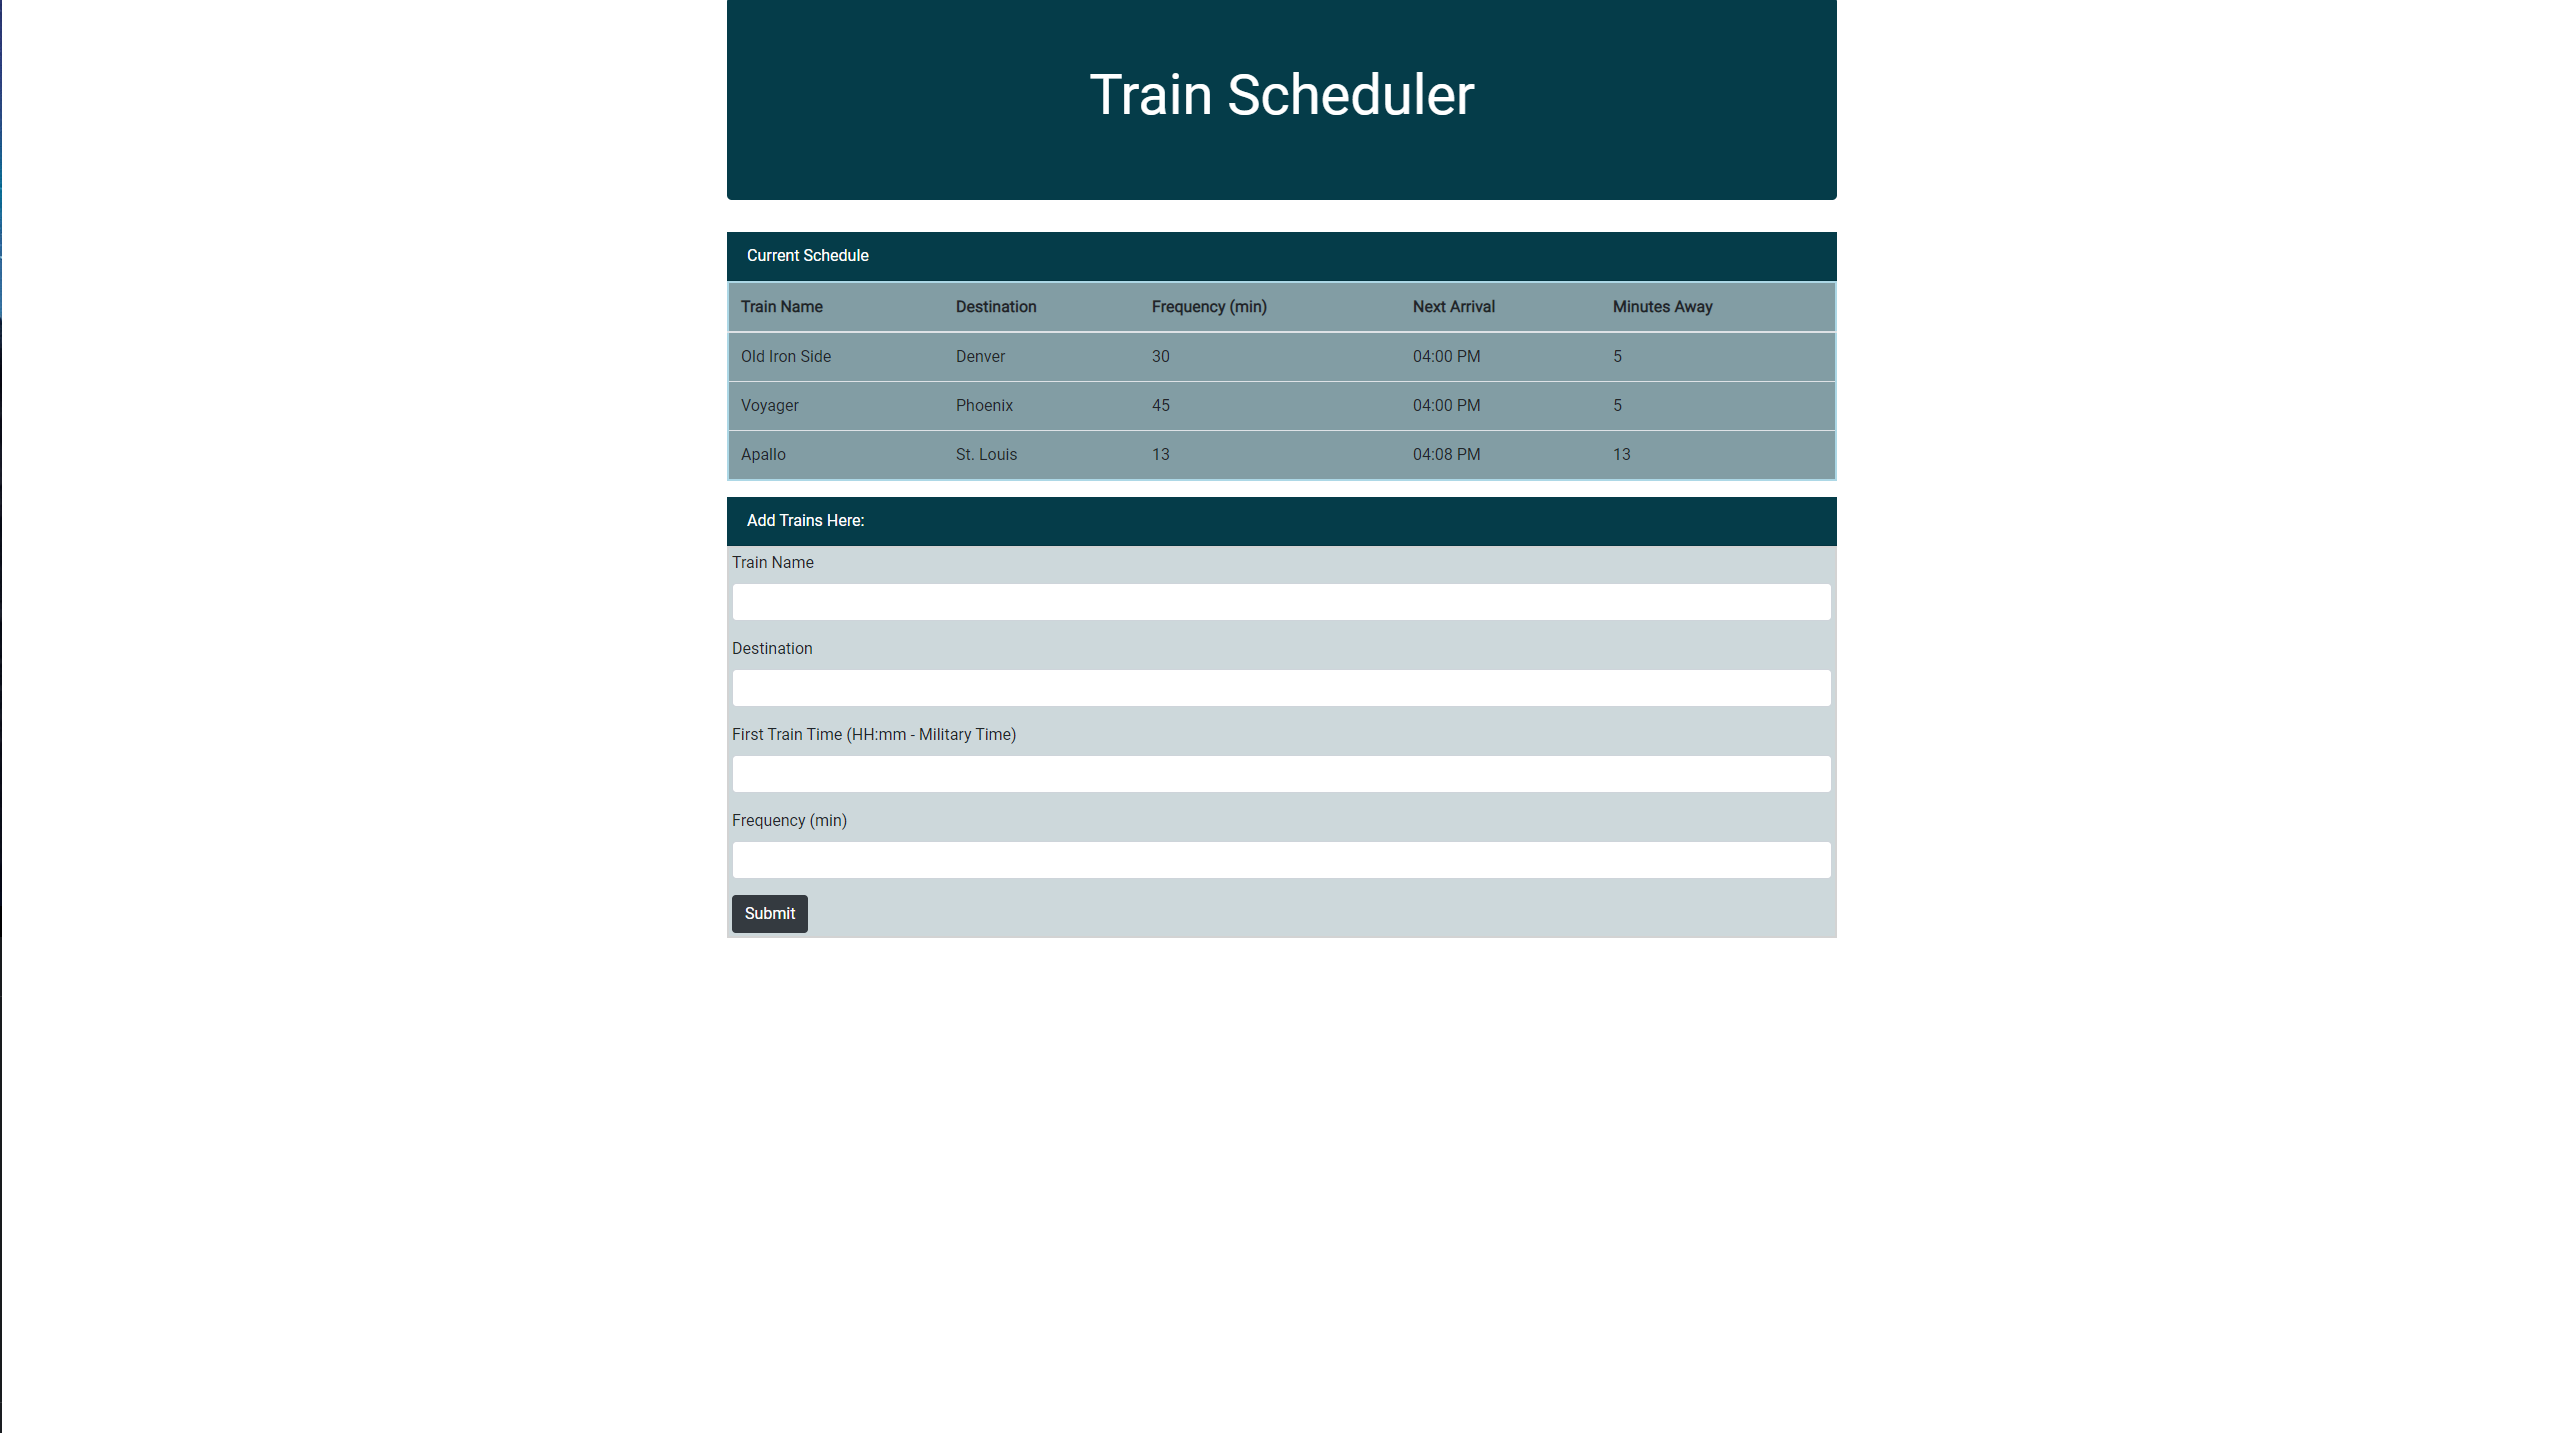 Train Scheduler
Current Schedule
Train Name Destination Frequency (min) Next Arrival Minutes Away
Old Iron Side Denver 30 04:00 PM 5
Voyager Phoenix 45 04:00 PM 5
Apallo St. Louis 13 04:08 PM 13
Add Trains Here:
Train Name
Destination
First Train Time (HH:mm - Military Time)
Frequency (min)
Submit